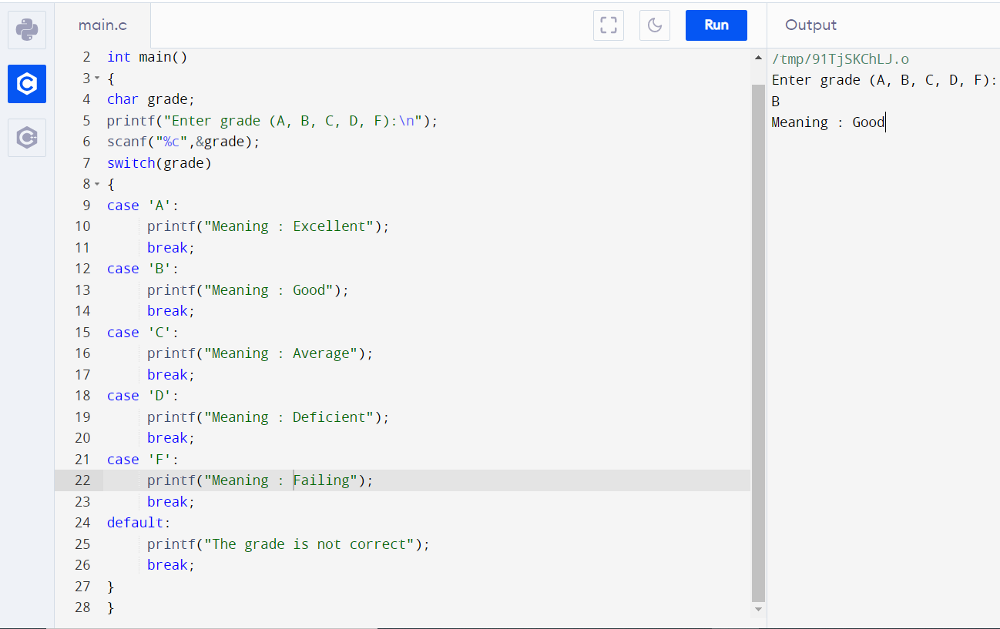 main.c
Run
Output
2 int main()
3 {
4 char grade;
5 printf("Enter grade (A, B, C, D, F):\n");
6 scanf("%c",&grade);
7 switch(grade)
8 {
9 case 'A':
10 printf("Meaning : Excellent");
11 break;
12 case 'B':
13 printf("Meaning : Good");
14 break;
15 case 'C':
16 printf("Meaning : Average");
17 break;
18 case 'D':
19 printf("Meaning : Deficient");
20 break;
21 case 'F':
22 printf("Meaning : Failing");
23 break;
24 default:
25 printf("The grade is not correct");
26 break;
27 }
28 }
/tmp/91TjSKChLJ.o
Enter grade (A, B, C, D, F):
B
Meaning : Good